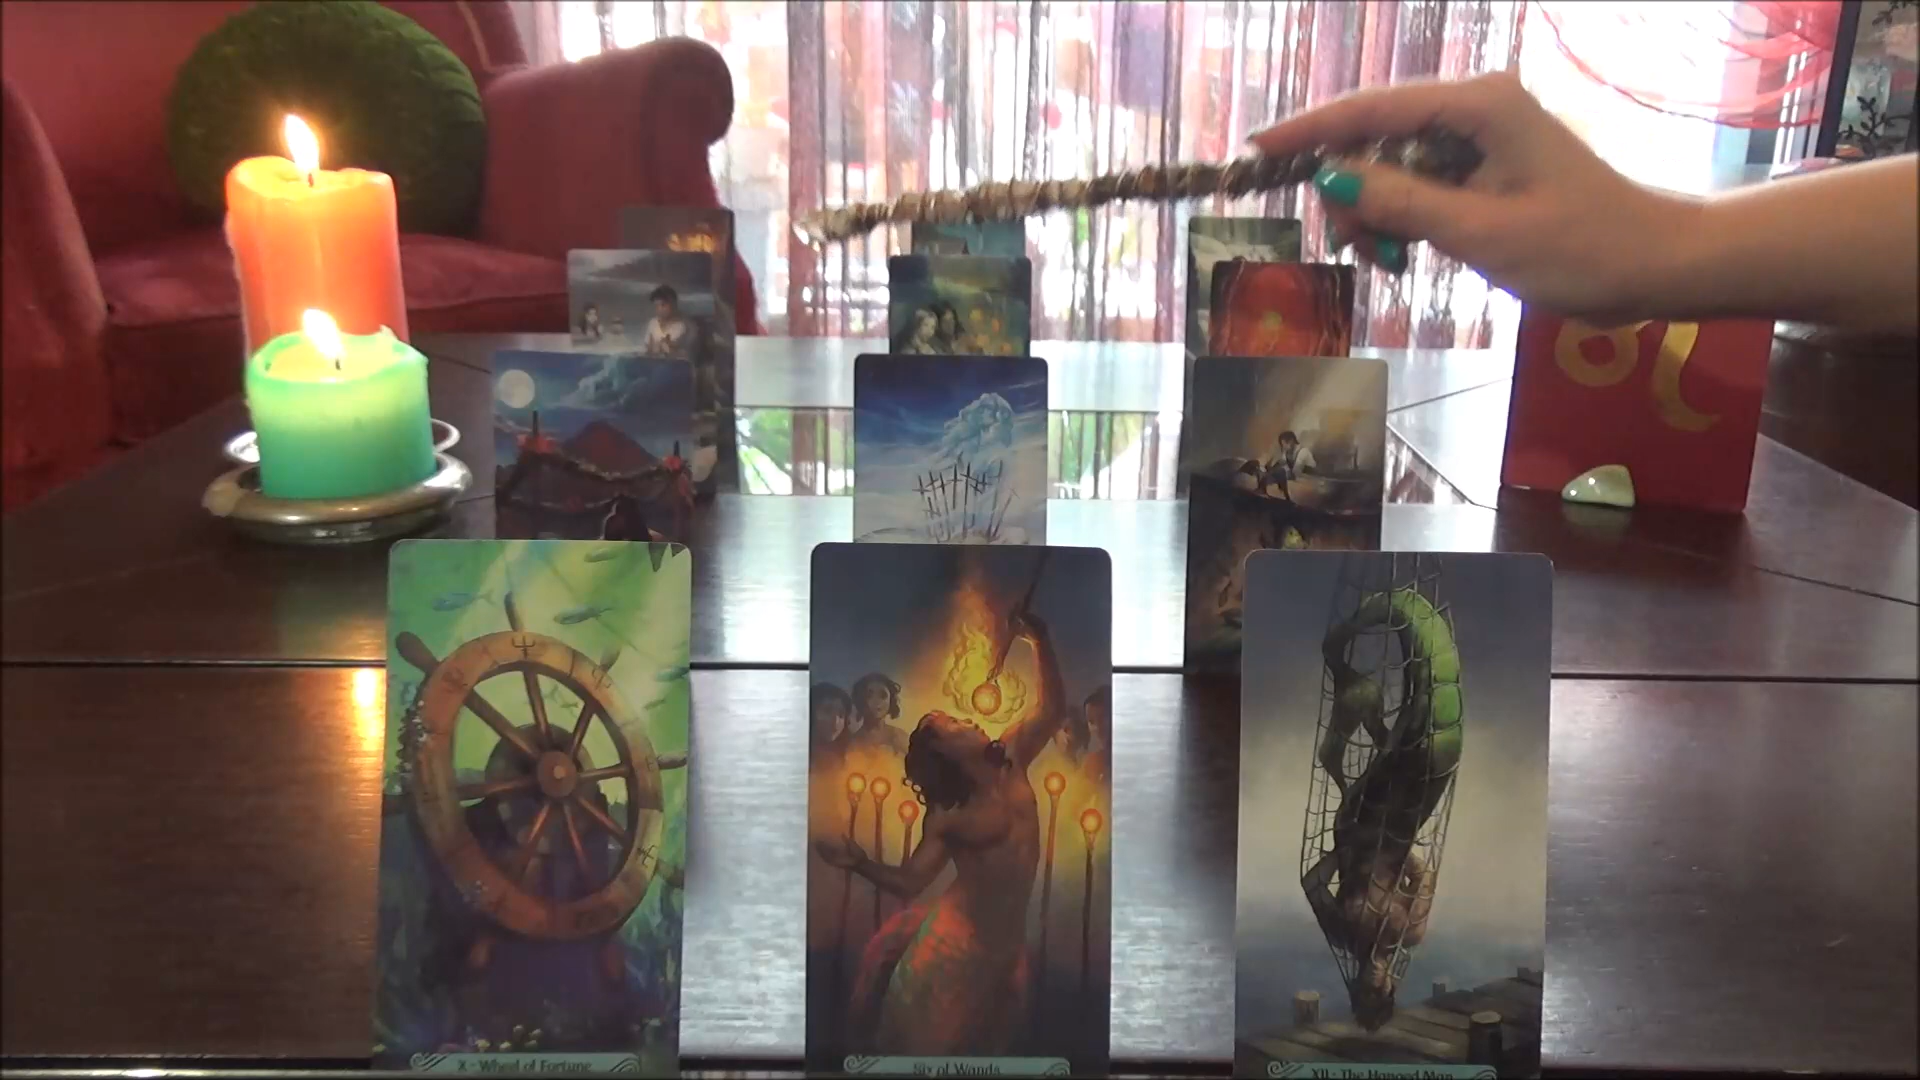 X - Wheel of Fortune
Six of Wands
XII - The Hanged Man